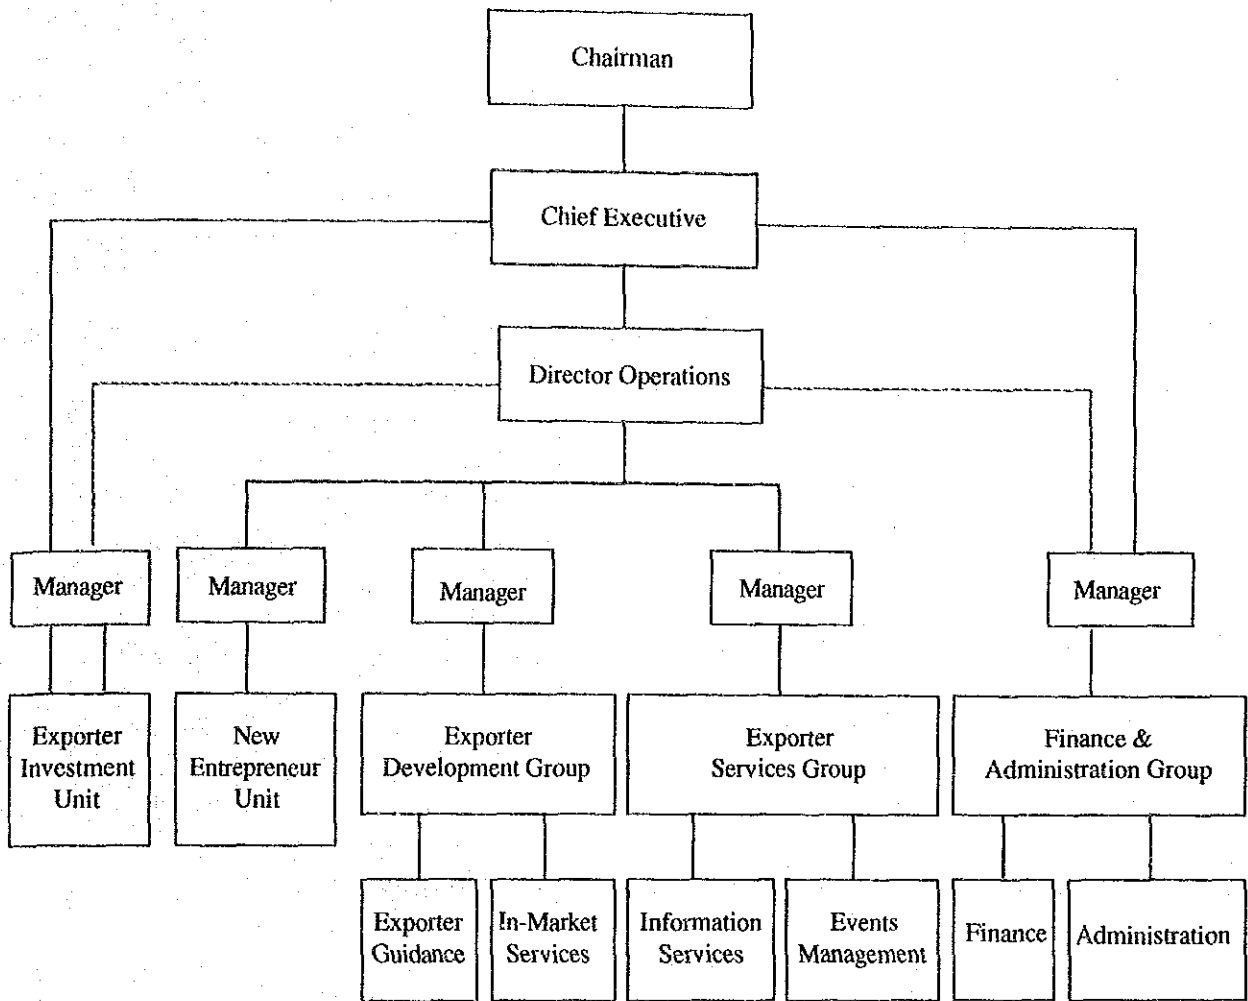 Chairman
Chief Executive
Director Operations
Manager
Manager
Manager
Manager
Manager
Exporter
Investment
Unit
New
Entrepreneur
Unit
Exporter
Development Group
Exporter
Services Group
Finance &
Administration Group
Exporter
Guidance
In-Market
Services
Information
Services
Events
Management
Finance
Administration